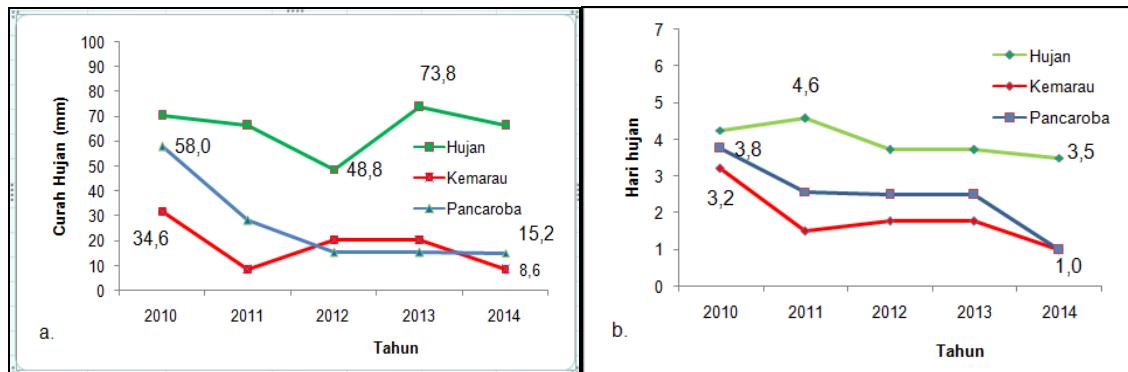 100
90
80
70
60
50
40
30
20
10
0
Curah Hujan (mm)
73,8
58,0
48,8
34,6
15,2
8,6
Hujan
Kemarau
Pancaroba
2010 2011 2012 2013 2014
Tahun
a.
7
6
5
4
3
2
1
0
Hari hujan
4,6
3,8
3,2
3,5
1,0
Hujan
Kemarau
Pancaroba
2010 2011 2012 2013 2014
Tahun
b.